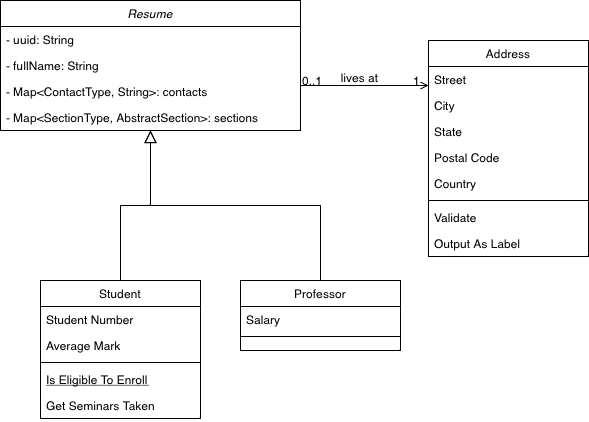 Resume
- uuid: String
- fullName: String
- Map<ContactType, String>: contacts
- Map<SectionType, AbstractSection>: sections
0..1
lives at
1
Address
Street
City
State
Postal Code
Country
Validate
Output As Label
Student
Student Number
Average Mark
Is Eligible To Enroll
Get Seminars Taken
Professor
Salary